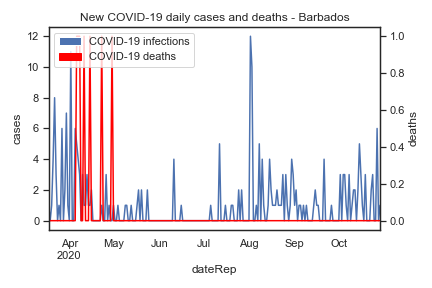 New COVID-19 daily cases and deaths - Barbados
COVID-19 infections
COVID-19 deaths
12
10
8
6
4
2
0
cases
1.0
0.8
0.6
0.4
0.2
0.0
deaths
Apr May Jun Jul Aug Sep Oct
2020
dateRep